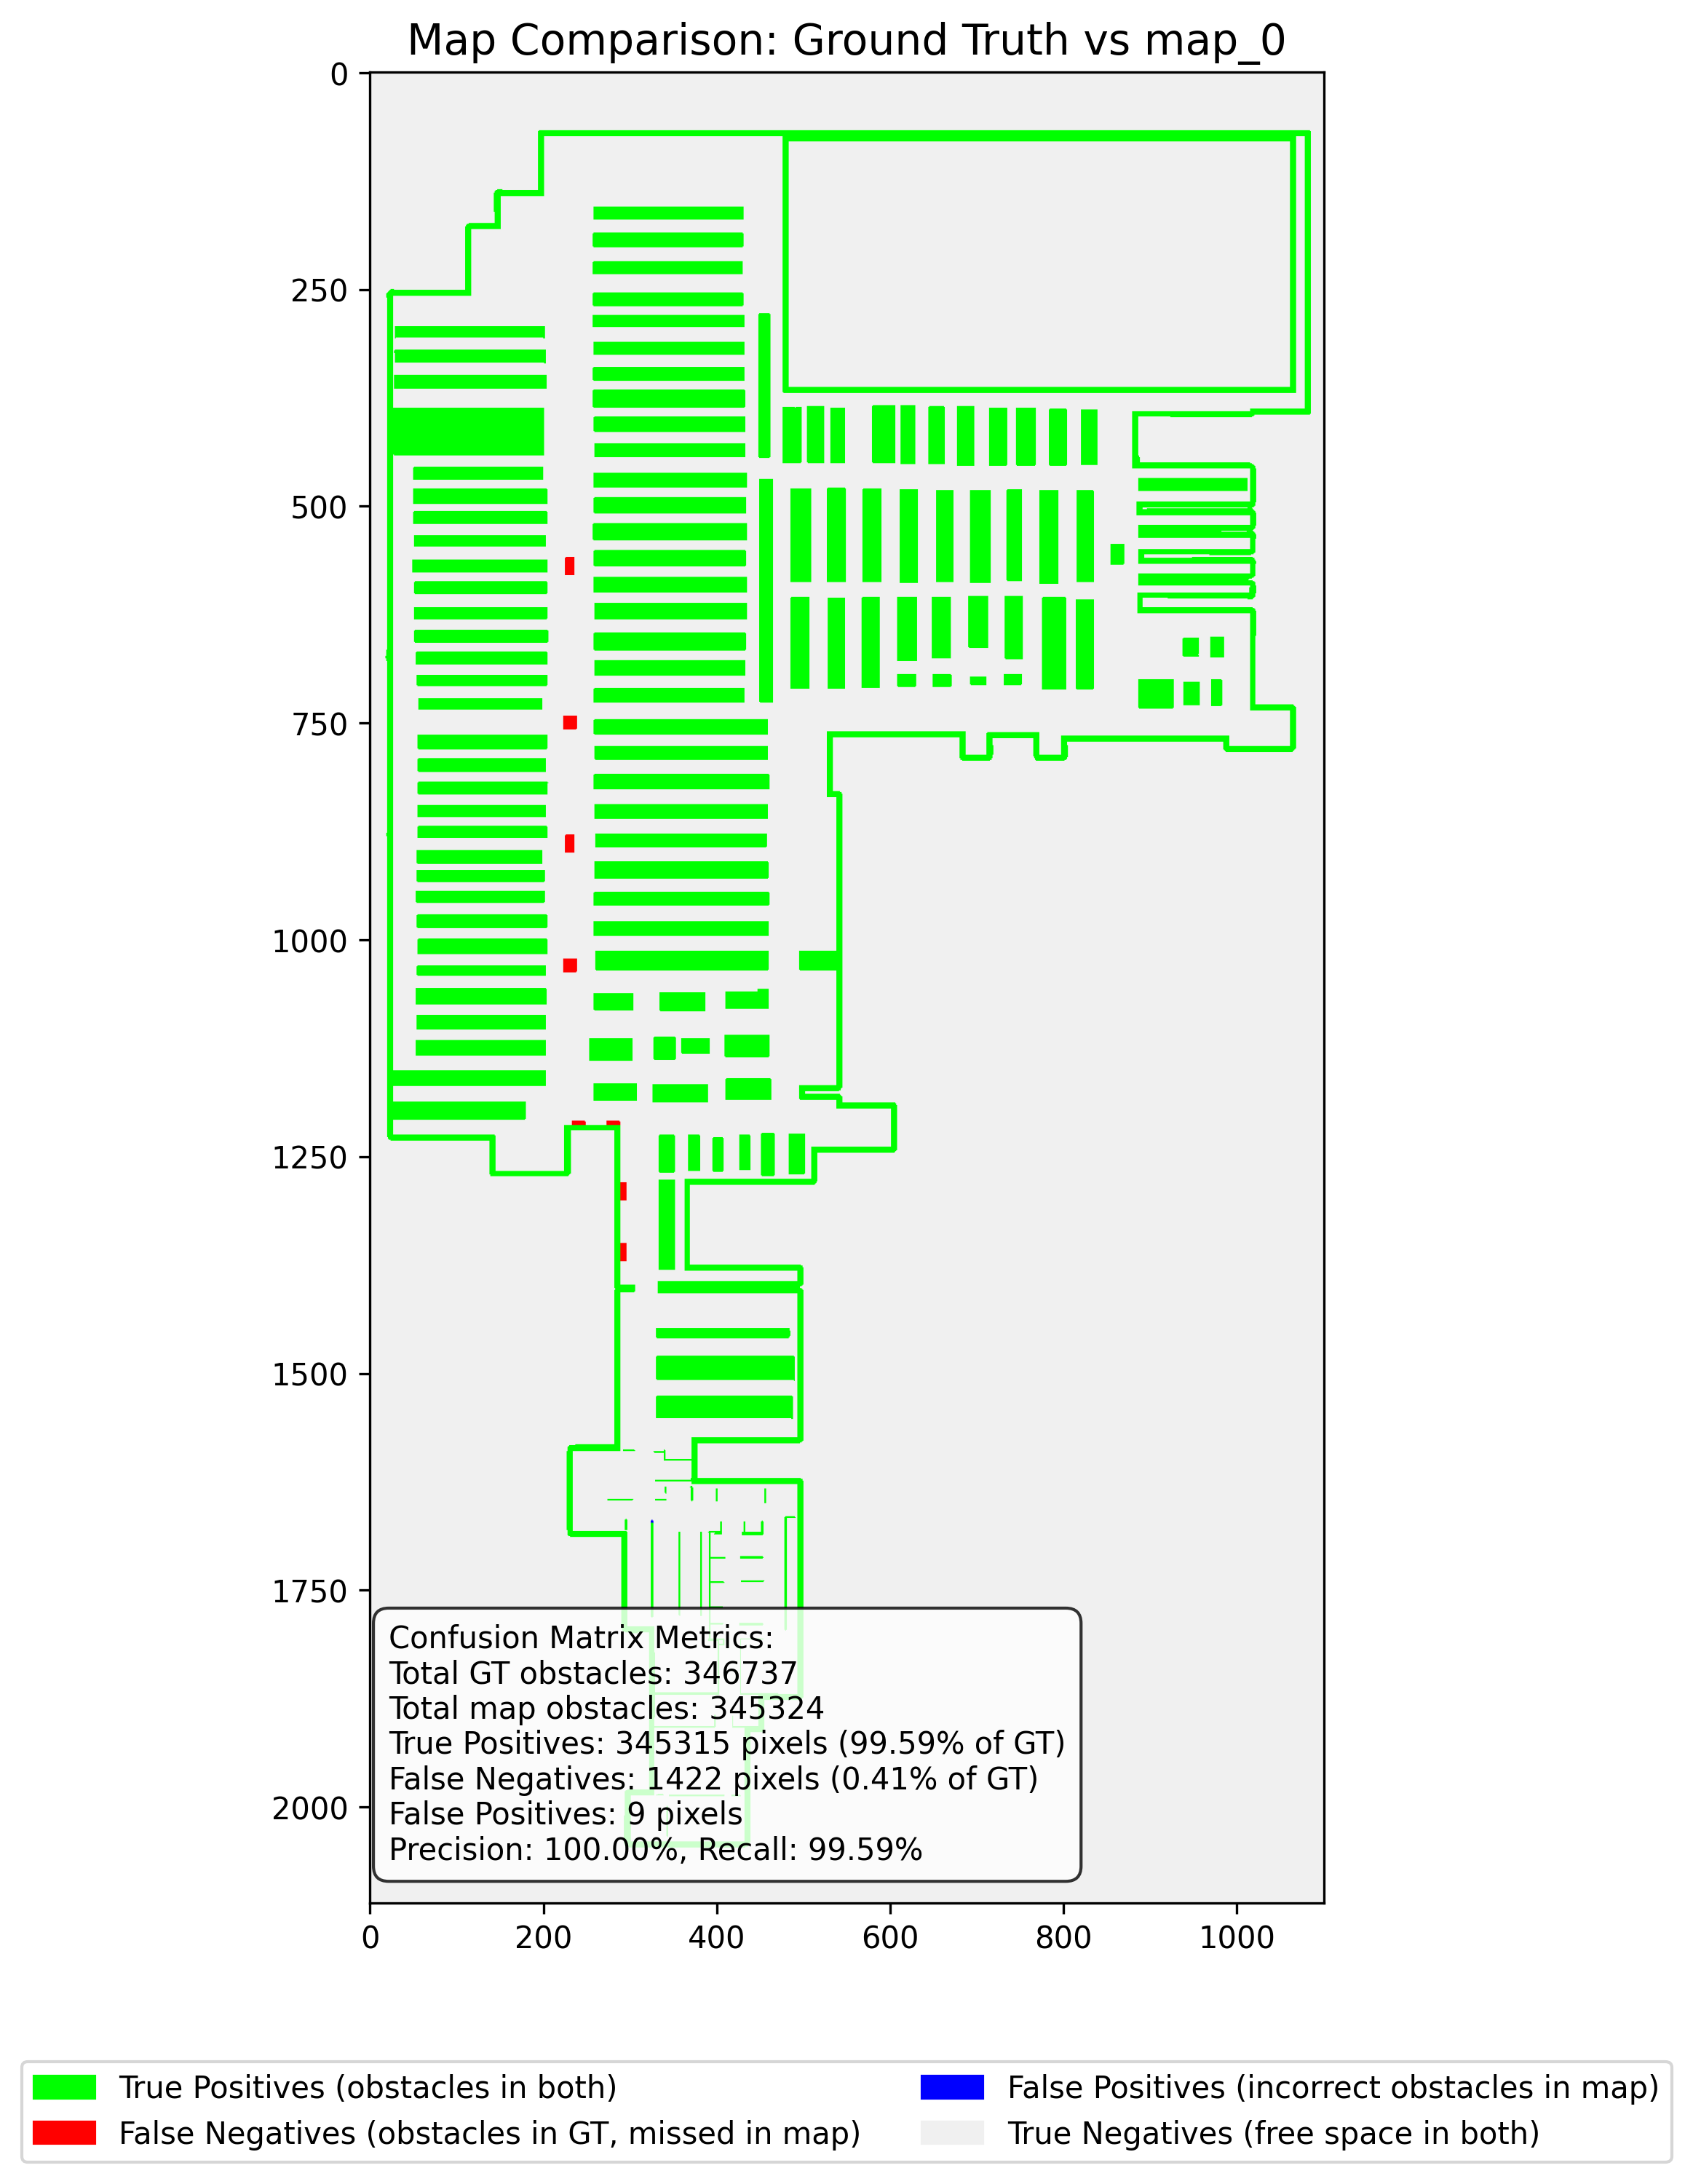 Map Comparison: Ground Truth vs map_0
0
250
500
750
1000
1250
1500
1750
2000
Confusion Matrix Metrics:
Total GT obstacles: 346737
Total map obstacles: 345324
True Positives: 345315 pixels (99.59% of GT)
False Negatives: 1422 pixels (0.41% of GT)
False Positives: 9 pixels
Precision: 100.00%, Recall: 99.59%
0 200 400 600 800 1000
True Positives (obstacles in both)
False Negatives (obstacles in GT, missed in map)
False Positives (incorrect obstacles in map)
True Negatives (free space in both)